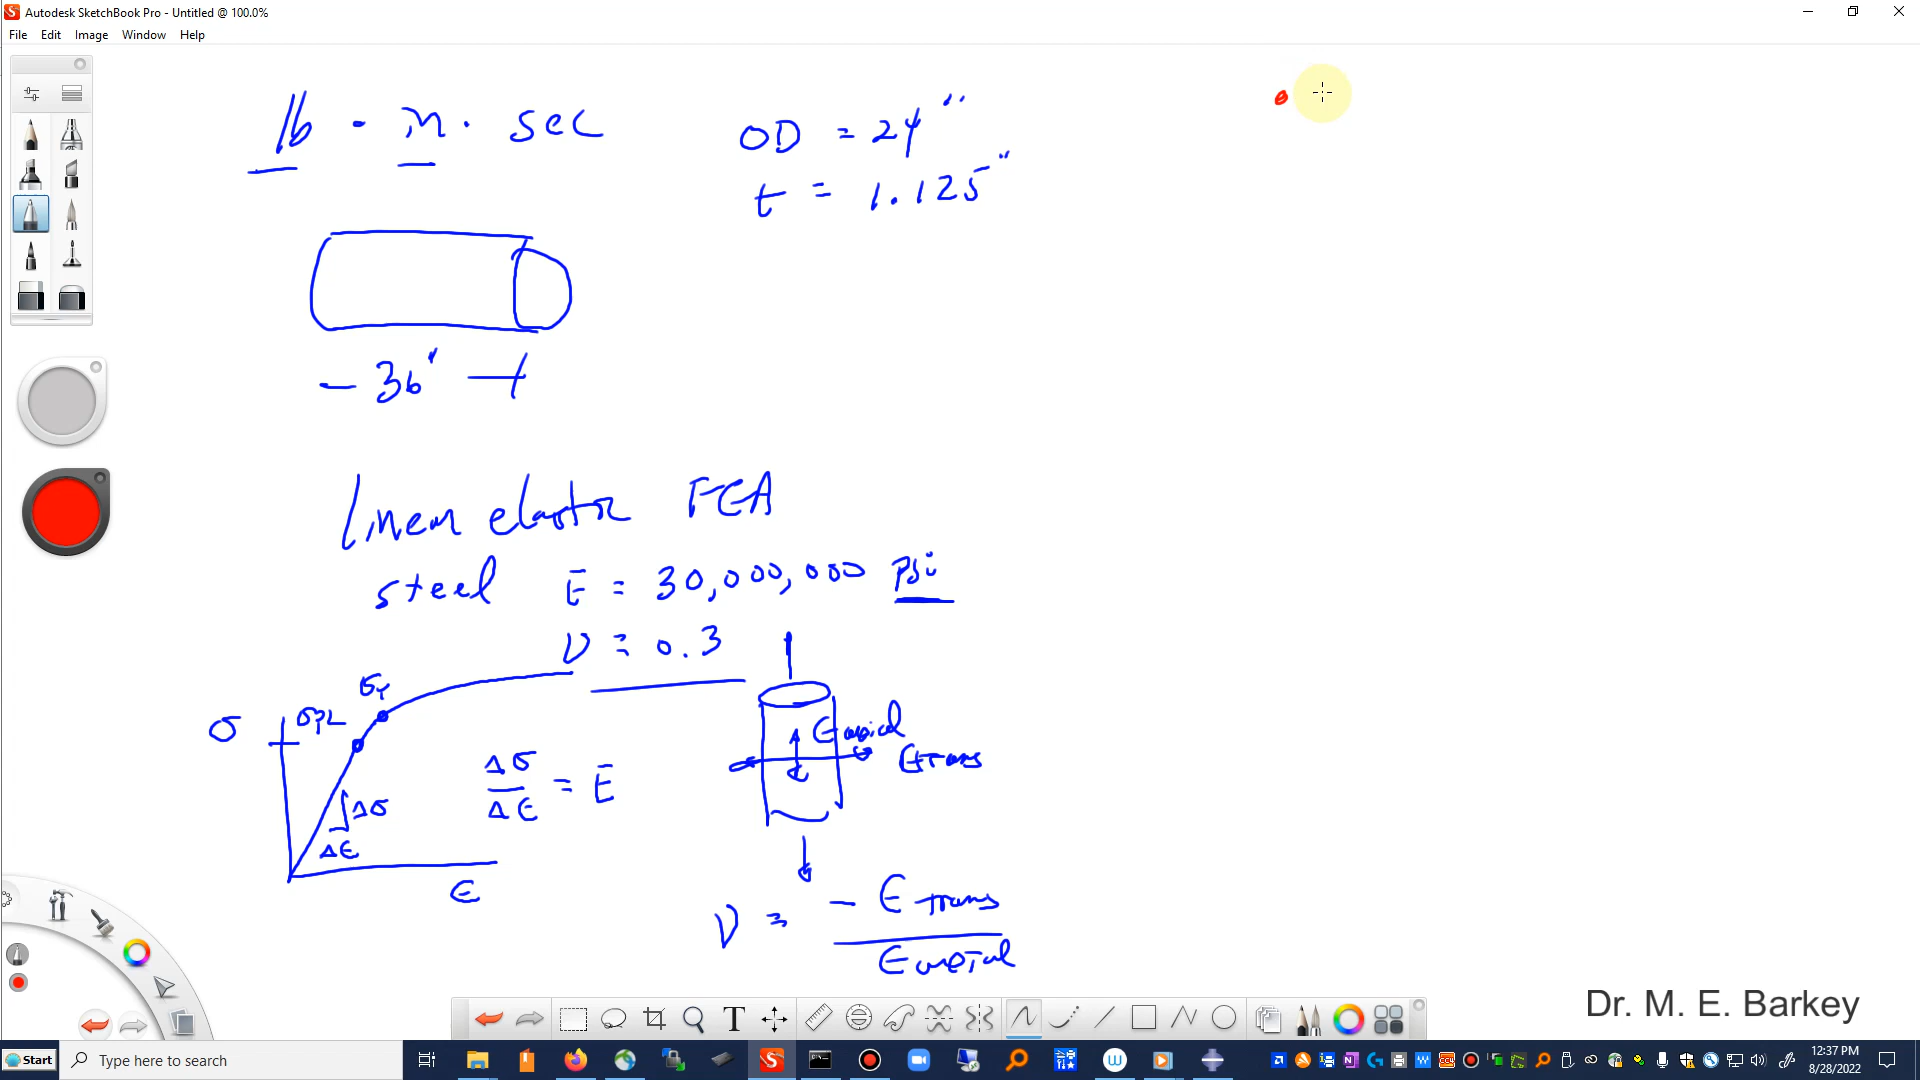 Autodesk SketchBook Pro - Untitled @ 100.0%
File Edit Image Window Help
lb · in · sec
OD = 24"
t = 1.125"
36"
linear elastic FEA
steel E = 30,000,000 psi
ν = 0.3
σ
σPL
σY
Δσ
Δε
ε
Δσ
Δε
= E
ε axial
ε trans
ν = - ε trans
ε axial
T
Dr. M. E. Barkey
Start
Type here to search
12:37 PM
8/28/2022